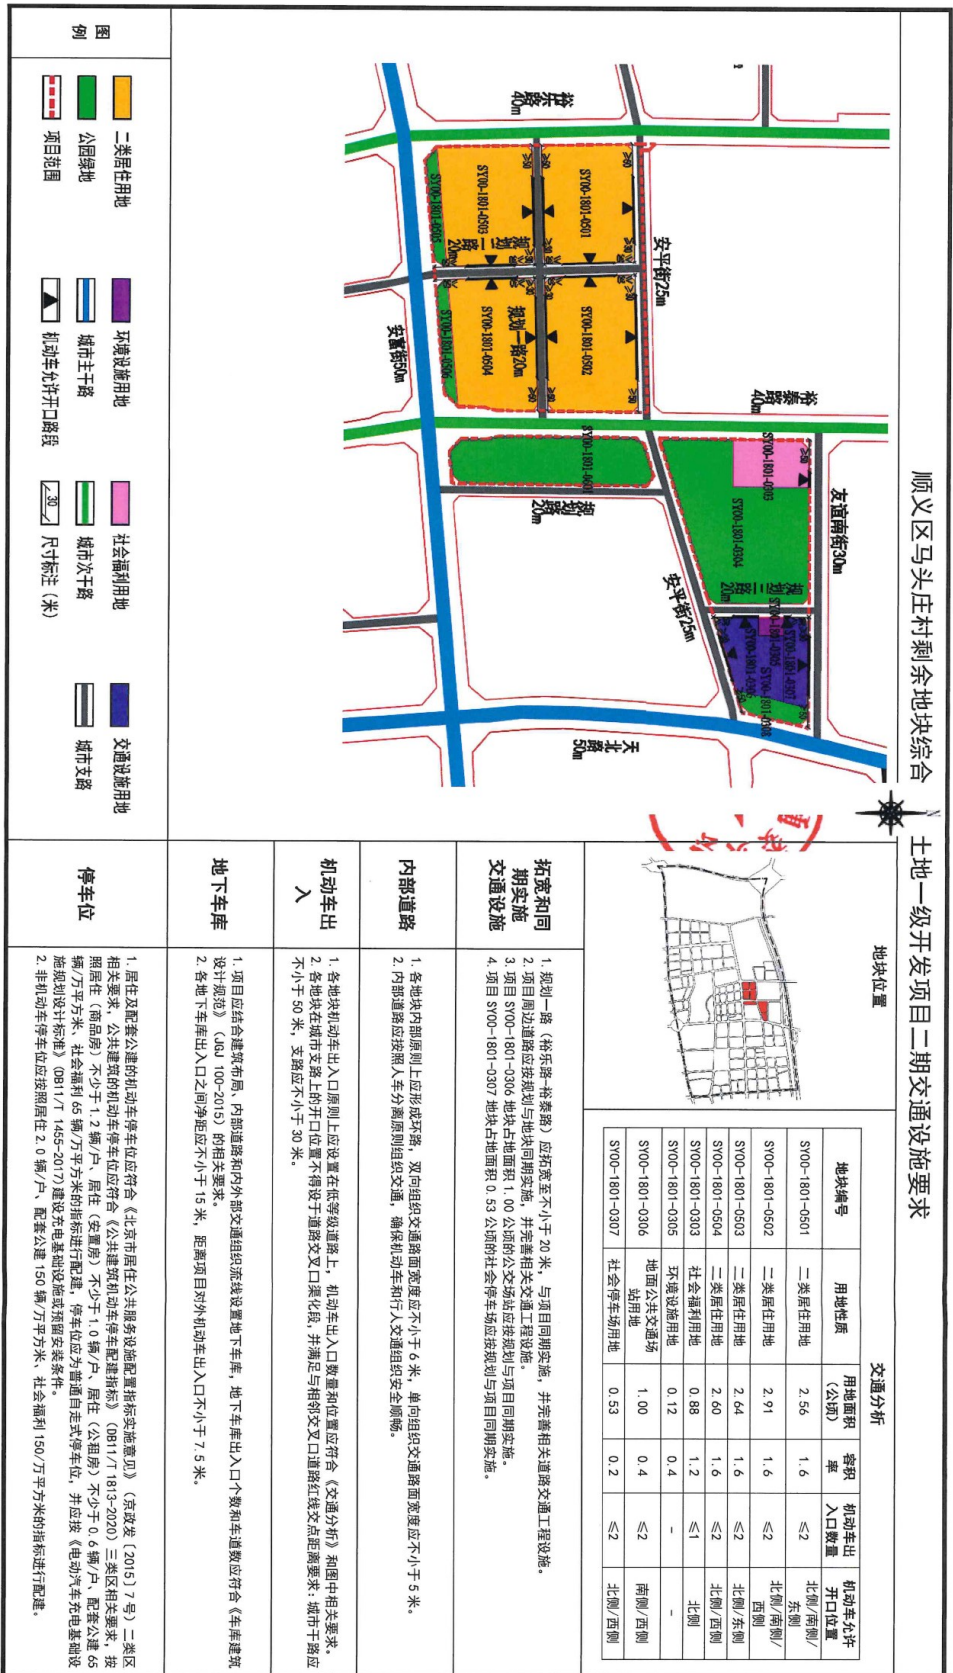 顺义区马头庄村剩余地块综合土地一级开发项目二期交通设施要求
裕东路
40m
安平街25m
裕泰路
40m
友谊南街30m
规划一路20m
规划二路
20m
规划三路
20m
规划路
20m
安平街25m
安富街50m
天北路
50m
SY00-1801-0501
SY00-1801-0502
SY00-1801-0503
SY00-1801-0504
SY00-1801-0505
SY00-1801-0506
SY00-1801-0601
SY00-1801-0303
SY00-1801-0304
SY00-1801-0305
SY00-1801-0306
SY00-1801-0307
SY00-1801-0308
N
图例
二类居住用地
环境设施用地
社会福利用地
交通设施用地
公园绿地
城市主干路
城市次干路
城市支路
项目范围
机动车允许开口路段
30
尺寸标注（米）
地块位置
交通分析
地块编号 用地性质 用地面积（公顷） 容积率 机动车出入口数量 机动车允许开口位置
SY00-1801-0501 二类居住用地 2.56 1.6 ≤2 北侧/南侧/东侧
SY00-1801-0502 二类居住用地 2.91 1.6 ≤2 北侧/南侧/西侧
SY00-1801-0503 二类居住用地 2.64 1.6 ≤2 北侧/东侧
SY00-1801-0504 二类居住用地 2.60 1.6 ≤2 北侧/西侧
SY00-1801-0303 社会福利用地 0.88 1.2 ≤1 北侧
SY00-1801-0305 环境设施用地 0.12 0.4 - -
SY00-1801-0306 地面公共交通场站用地 1.00 0.4 ≤2 南侧/西侧
SY00-1801-0307 社会停车场用地 0.53 0.2 ≤2 北侧/西侧
拓宽和同期实施交通设施
1. 规划一路（裕乐路-裕泰路）应拓宽至不小于 20 米，与项目同期实施，并完善相关道路交通工程设施。
2. 项目周边道路应按规划与地块同期实施，并完善相关交通工程设施。
3. 项目 SY00-1801-0306 地块占地面积 1.00 公顷的公交场站应按规划与项目同期实施。
4. 项目 SY00-1801-0307 地块占地面积 0.53 公顷的社会停车场应按规划与项目同期实施。
内部道路
1. 各地块内部原则上应形成环路，双向组织交通路面宽度应不小于 6 米，单向组织交通路面宽度应不小于 5 米。
2. 内部道路应按照人车分离原则组织交通，确保机动车和行人交通组织安全顺畅。
机动车出入口
1. 各地块机动车出入口原则上应设置在低等级道路上，机动车出入口数量和位置应符合《交通分析》和图中相关要求。
2. 各地块在城市支路上的开口位置不得设于道路交叉口渠化段，并满足与相邻交叉口道路红线交点距离要求：城市干路应
不小于 50 米，支路应不小于 30 米。
地下车库
1. 项目应结合建筑布局、内部道路和内外部交通组织流线设置地下车库，地下车库出入口个数和车道数应符合《车库建筑
设计规范》（JGJ 100-2015）的相关要求。
2. 各地下车库出入口之间净距应不小于 15 米，距离项目对外机动车出入口不小于 7.5 米。
停车位
1. 居住及配套公建的机动车停车位应符合《北京市居住公共服务设施配置指标实施意见》（京政发〔2015〕7 号）二类区
相关要求，公共建筑的机动车停车位应符合《公共建筑机动车停车配建指标》（DB11/T 1813-2020）三类区相关要求，按
照居住（商品房）不少于 1.2 辆/户、居住（安置房）不少于 1.0 辆/户、居住（公租房）不少于 0.6 辆/户、配套公建 65
辆/万平方米、社会福利 65 辆/万平方米的指标进行配建，停车位应为普通自走式停车位，并应按《电动汽车充电基础设
施规划设计标准》（DB11/T 1455-2017）建设充电基础设施或预留安装条件。
2. 非机动车停车位应按照居住 2.0 辆/户、配套公建 150 辆/万平方米、社会福利 150/万平方米的指标进行配建。